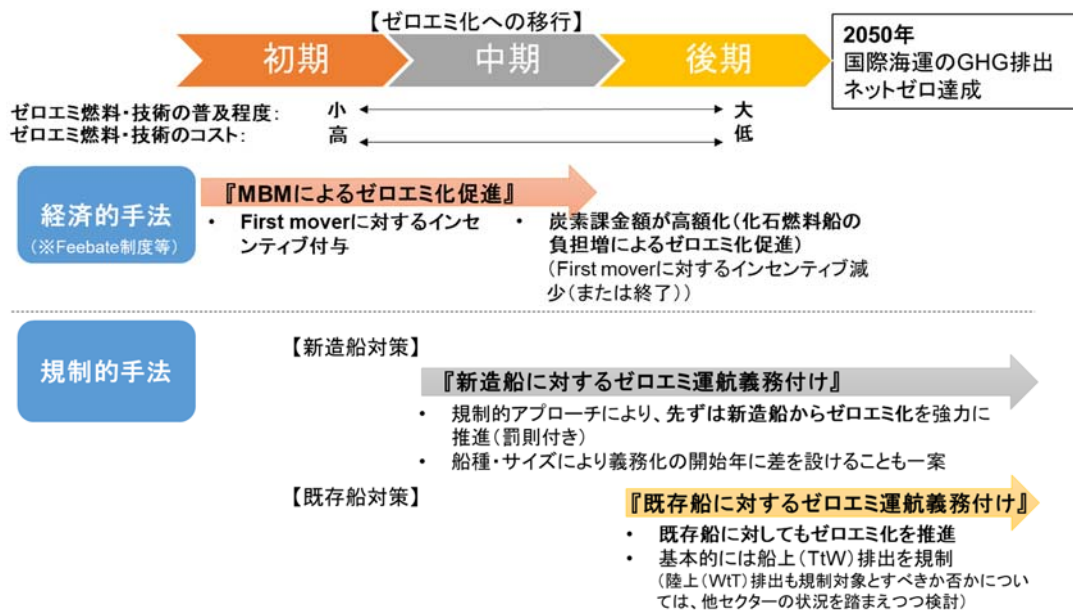 【ゼロエミ化への移行】
初期
中期
後期
2050年
国際海運のGHG排出
ネットゼロ達成
ゼロエミ燃料・技術の普及程度:
小
大
ゼロエミ燃料・技術のコスト:
高
低
経済的手法
(※Feebate制度等)
『MBMによるゼロエミ化促進』
• First moverに対するインセ
ンティブ付与
• 炭素課金額が高額化(化石燃料船の
負担増によるゼロエミ化促進)
(First moverに対するインセンティブ減
少(または終了))
規制的手法
【新造船対策】
『新造船に対するゼロエミ運航義務付け』
• 規制的アプローチにより、先ずは新造船からゼロエミ化を強力に
推進(罰則付き)
• 船種・サイズにより義務化の開始年に差を設けることも一案
【既存船対策】
『既存船に対するゼロエミ運航義務付け』
• 既存船に対してもゼロエミ化を推進
• 基本的には船上(TtW)排出を規制
(陸上(WtT)排出も規制対象とすべきか否かについ
ては、他セクターの状況を踏まえつつ検討)